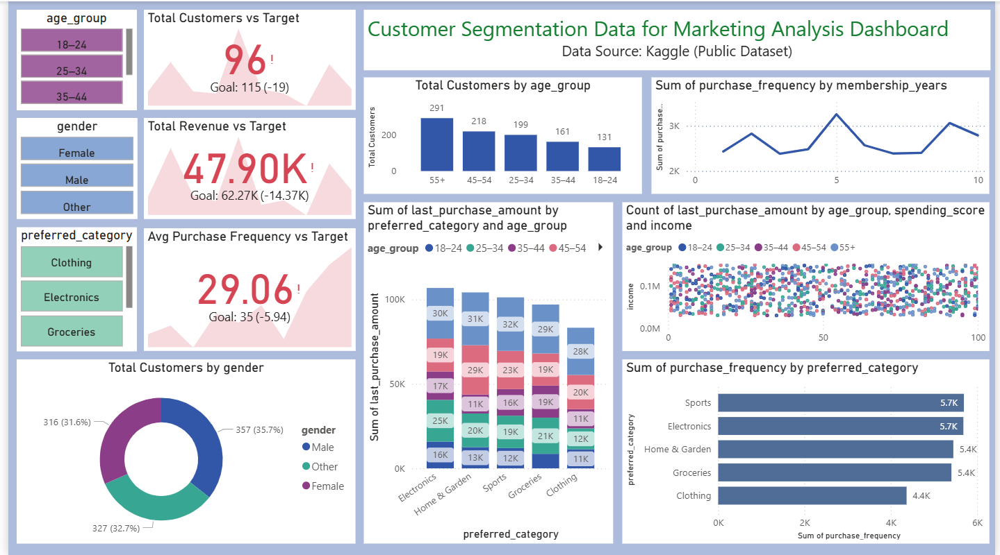 age_group
18–24
25–34
35–44
Total Customers vs Target
96!
Goal: 115 (-19)
Customer Segmentation Data for Marketing Analysis Dashboard
Data Source: Kaggle (Public Dataset)
gender
Female
Male
Other
Total Revenue vs Target
47.90K!
Goal: 62.27K (-14.37K)
Total Customers by age_group
Total Customers
200
0
291
218
199
161
131
55+
45–54
25–34
35–44
18–24
Sum of purchase_frequency by membership_years
Sum of purchase...
3K
2K
0
5
10
preferred_category
Clothing
Electronics
Groceries
Avg Purchase Frequency vs Target
29.06!
Goal: 35 (-5.94)
Sum of last_purchase_amount by
preferred_category and age_group
age_group 18–24 25–34 35–44 45–54
Sum of last_purchase_amount
100K
50K
0K
30K
19K
17K
25K
16K
31K
29K
11K
20K
13K
32K
23K
16K
19K
12K
29K
19K
19K
21K
28K
20K
11K
12K
11K
Electronics
Home & Garden
Sports
Groceries
Clothing
preferred_category
Count of last_purchase_amount by age_group, spending_score
and income
age_group 18–24 25–34 35–44 45–54 55+
income
0.1M
0.0M
0
50
100
Total Customers by gender
316 (31.6%)
357 (35.7%)
327 (32.7%)
gender
Male
Other
Female
Sum of purchase_frequency by preferred_category
preferred_category
Sports 5.7K
Electronics 5.7K
Home & Garden 5.4K
Groceries 5.4K
Clothing 4.4K
0K 2K 4K 6K
Sum of purchase_frequency